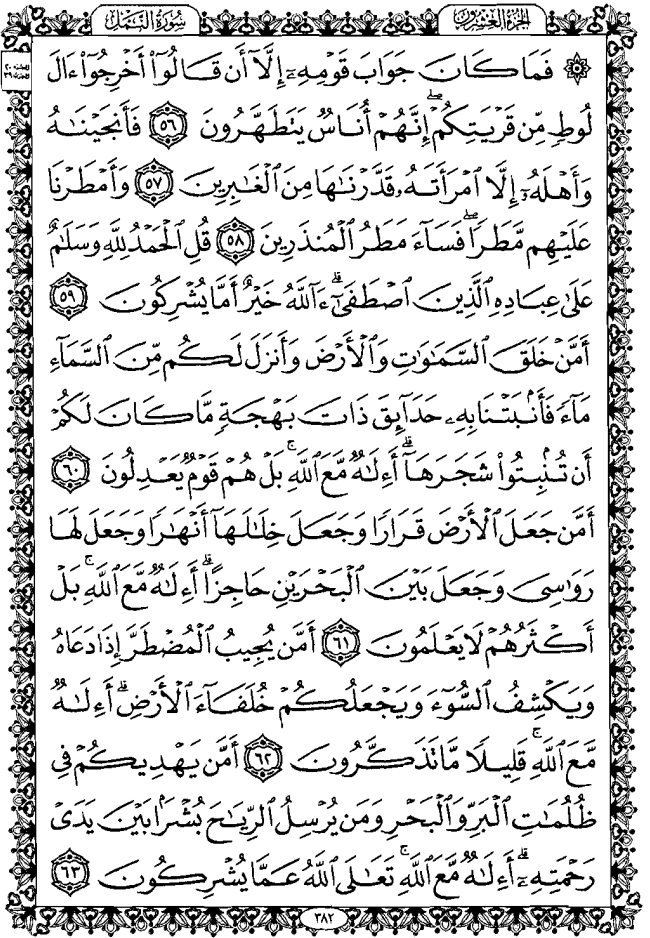 الجزء العشرون
سورة النمل
۞ فَمَا كَانَ جَوَابَ قَوْمِهِۦٓ إِلَّآ أَن قَالُوٓا۟ أَخْرِجُوٓا۟ ءَالَ
لُوطٍ مِّن قَرْيَتِكُمْ ۖ إِنَّهُمْ أُنَاسٌ يَتَطَهَّرُونَ ٥٦ فَأَنجَيْنَٰهُ
وَأَهْلَهُۥٓ إِلَّا ٱمْرَأَتَهُۥ قَدَّرْنَٰهَا مِنَ ٱلْغَٰبِرِينَ ٥٧ وَأَمْطَرْنَا
عَلَيْهِم مَّطَرًا ۖ فَسَآءَ مَطَرُ ٱلْمُنذَرِينَ ٥٨ قُلِ ٱلْحَمْدُ لِلَّهِ وَسَلَٰمٌ
عَلَىٰ عِبَادِهِ ٱلَّذِينَ ٱصْطَفَىٰٓ ۗ ءَآللَّهُ خَيْرٌ أَمَّا يُشْرِكُونَ ٥٩
أَمَّنْ خَلَقَ ٱلسَّمَٰوَٰتِ وَٱلْأَرْضَ وَأَنزَلَ لَكُم مِّنَ ٱلسَّمَآءِ
مَآءً فَأَنۢبَتْنَا بِهِۦ حَدَآئِقَ ذَاتَ بَهْجَةٍ مَّا كَانَ لَكُمْ
أَن تُنۢبِتُوا۟ شَجَرَهَآ ۗ أَءِلَٰهٌ مَّعَ ٱللَّهِ ۚ بَلْ هُمْ قَوْمٌ يَعْدِلُونَ ٦٠
أَمَّن جَعَلَ ٱلْأَرْضَ قَرَارًا وَجَعَلَ خِلَٰلَهَآ أَنْهَٰرًا وَجَعَلَ لَهَا
رَوَٰسِىَ وَجَعَلَ بَيْنَ ٱلْبَحْرَيْنِ حَاجِزًا ۗ أَءِلَٰهٌ مَّعَ ٱللَّهِ ۚ بَلْ
أَكْثَرُهُمْ لَا يَعْلَمُونَ ٦١ أَمَّن يُجِيبُ ٱلْمُضْطَرَّ إِذَا دَعَاهُ
وَيَكْشِفُ ٱلسُّوٓءَ وَيَجْعَلُكُمْ خُلَفَآءَ ٱلْأَرْضِ ۗ أَءِلَٰهٌ
مَّعَ ٱللَّهِ ۚ قَلِيلًا مَّا تَذَكَّرُونَ ٦٢ أَمَّن يَهْدِيكُمْ فِى
ظُلُمَٰتِ ٱلْبَرِّ وَٱلْبَحْرِ وَمَن يُرْسِلُ ٱلرِّيَٰحَ بُشْرًۢا بَيْنَ يَدَىْ
رَحْمَتِهِۦٓ ۗ أَءِلَٰهٌ مَّعَ ٱللَّهِ ۚ تَعَٰلَى ٱللَّهُ عَمَّا يُشْرِكُونَ ٦٣
٣٨٢